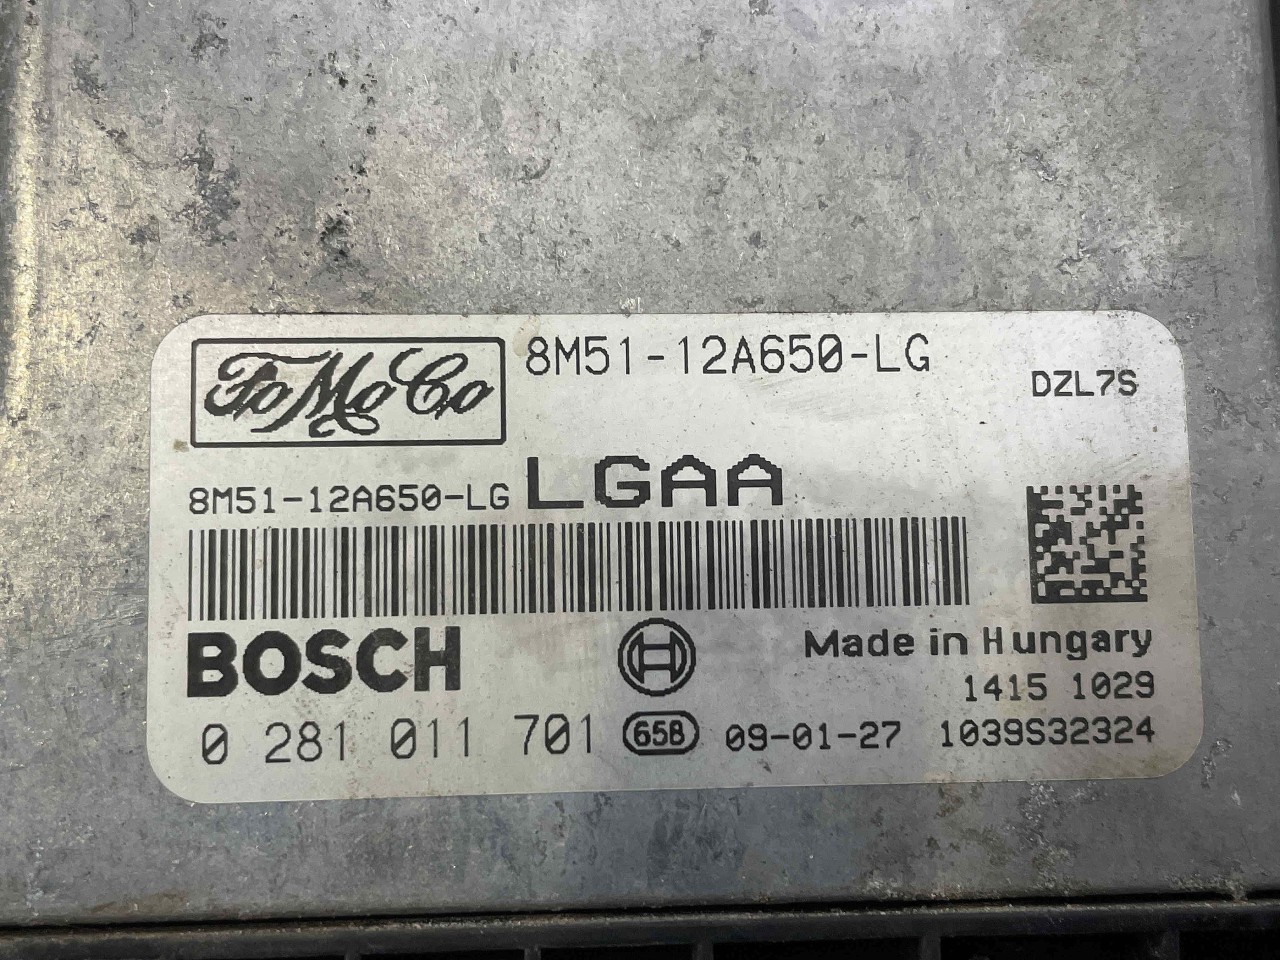 FoMoCo
8M51-12A650-LG
DZL7S
8M51-12A650-LG LGAA
BOSCH
Made in Hungary
1415 1029
0 281 011 701 65B 09-01-27 1039S32324